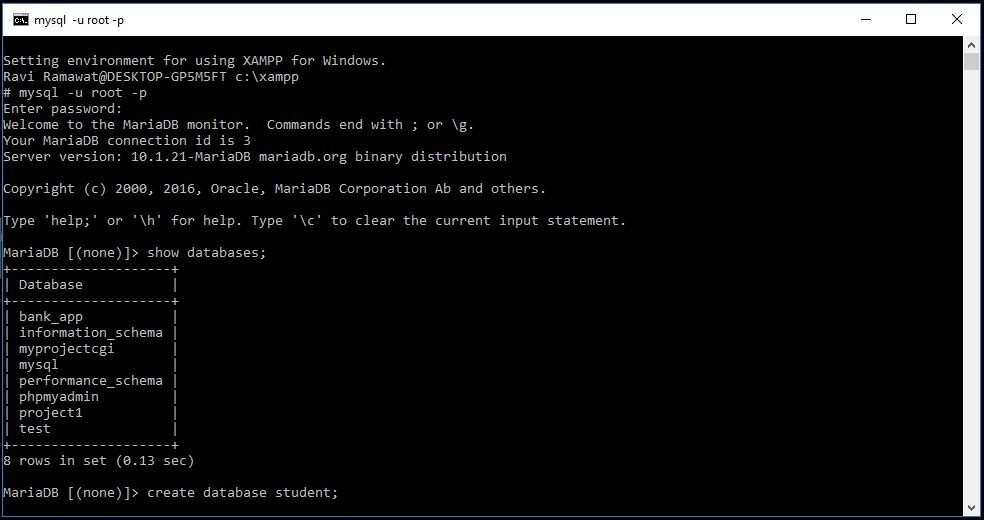 mysql -u root -p
Setting environment for using XAMPP for Windows.
Ravi Ramawat@DESKTOP-GP5M5FT c:\xampp
# mysql -u root -p
Enter password:
Welcome to the MariaDB monitor.  Commands end with ; or \g.
Your MariaDB connection id is 3
Server version: 10.1.21-MariaDB mariadb.org binary distribution
Copyright (c) 2000, 2016, Oracle, MariaDB Corporation Ab and others.
Type 'help;' or '\h' for help. Type '\c' to clear the current input statement.
MariaDB [(none)]> show databases;
+--------------------+
| Database           |
+--------------------+
| bank_app           |
| information_schema |
| myprojectcgi       |
| mysql              |
| performance_schema |
| phpmyadmin         |
| project1           |
| test               |
+--------------------+
8 rows in set (0.13 sec)
MariaDB [(none)]> create database student;